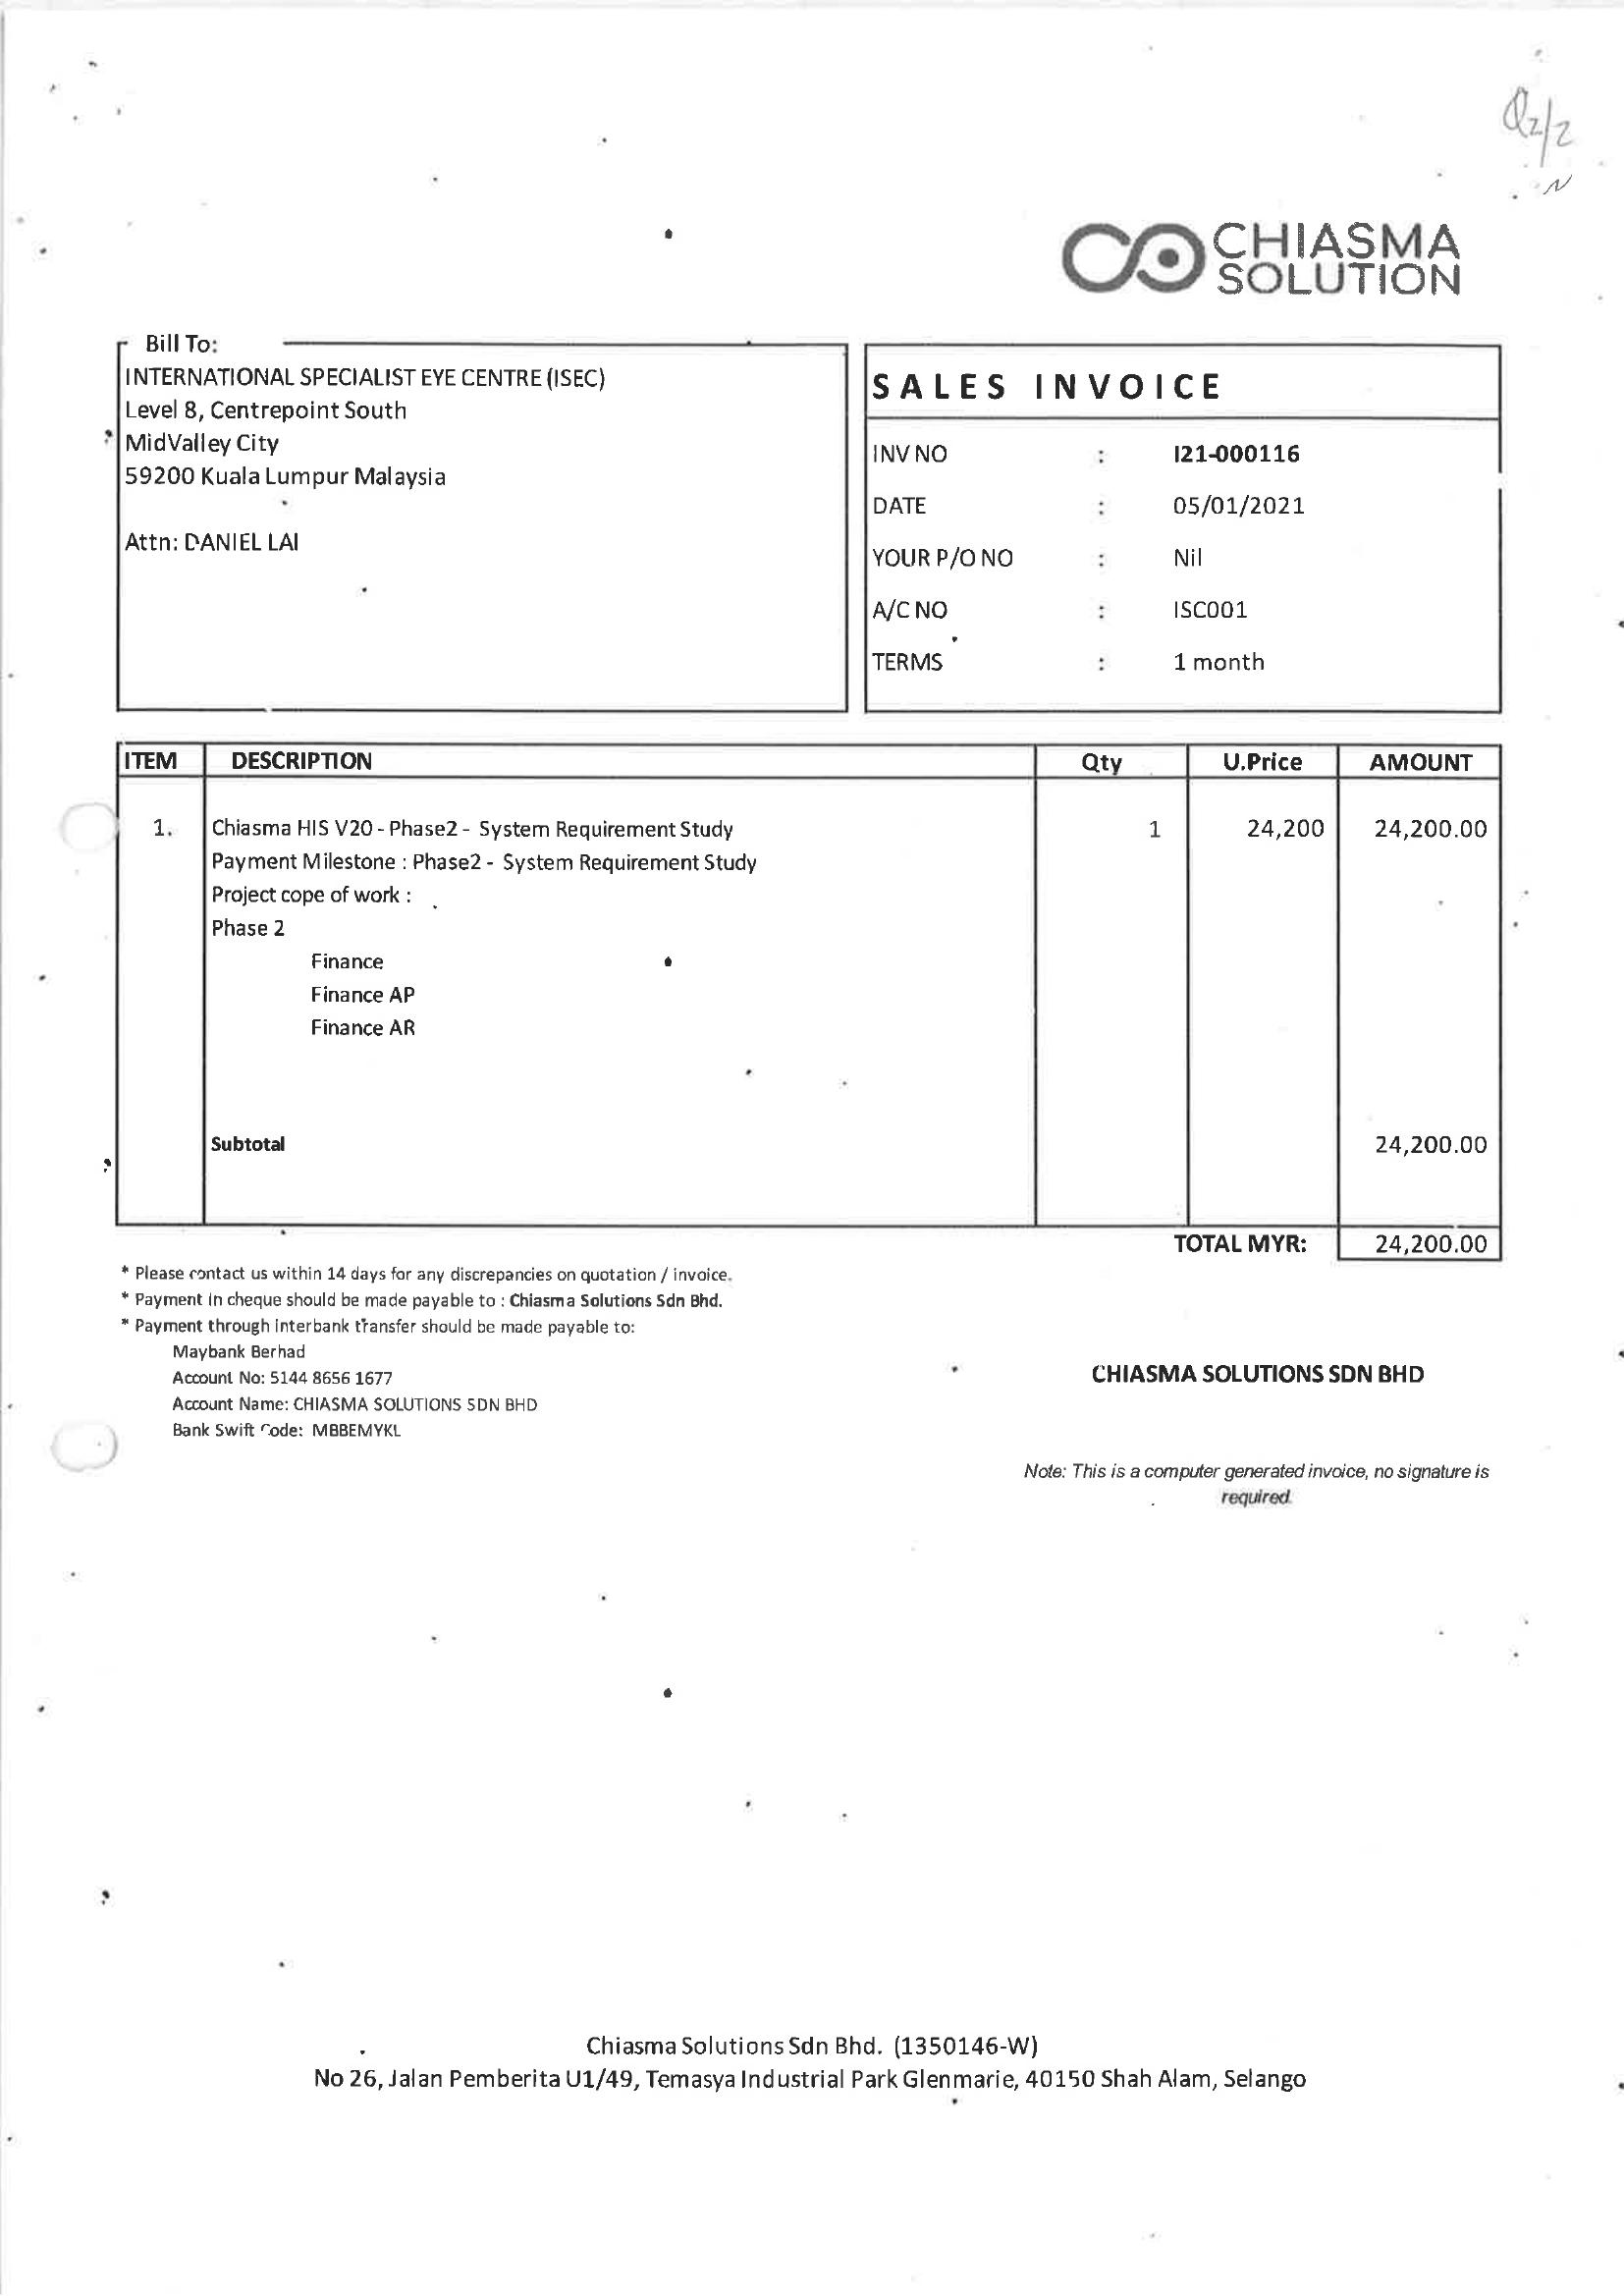 CHIASMA
SOLUTION
Bill To:
INTERNATIONAL SPECIALIST EYE CENTRE (ISEC)
Level 8, Centrepoint South
MidValley City
59200 Kuala Lumpur Malaysia
Attn: DANIEL LAI
SALES INVOICE
INV NO : I21-000116
DATE : 05/01/2021
YOUR P/O NO : Nil
A/C NO : ISC001
TERMS : 1 month
ITEM DESCRIPTION Qty U.Price AMOUNT
1. Chiasma HIS V20 - Phase2 - System Requirement Study 1 24,200 24,200.00
Payment Milestone : Phase2 - System Requirement Study
Project cope of work :
Phase 2
Finance
Finance AP
Finance AR
Subtotal 24,200.00
TOTAL MYR: 24,200.00
* Please contact us within 14 days for any discrepancies on quotation / invoice.
* Payment in cheque should be made payable to : Chiasma Solutions Sdn Bhd.
* Payment through interbank transfer should be made payable to:
Maybank Berhad
Account No: 5144 8656 1677
Account Name: CHIASMA SOLUTIONS SDN BHD
Bank Swift Code: MBBEMYKL
CHIASMA SOLUTIONS SDN BHD
Note: This is a computer generated invoice, no signature is
required.
Chiasma Solutions Sdn Bhd. (1350146-W)
No 26, Jalan Pemberita U1/49, Temasya Industrial Park Glenmarie, 40150 Shah Alam, Selango